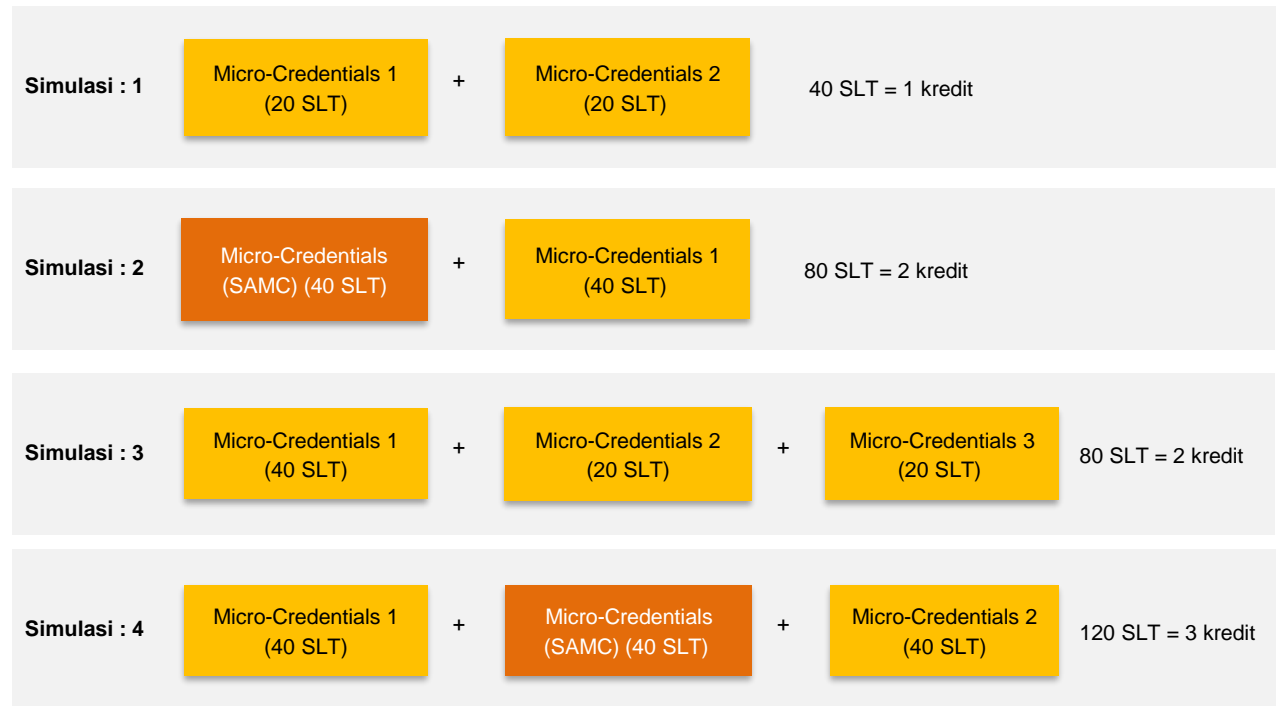 Simulasi : 1
Micro-Credentials 1
(20 SLT)
+
Micro-Credentials 2
(20 SLT)
40 SLT = 1 kredit
Simulasi : 2
Micro-Credentials
(SAMC) (40 SLT)
+
Micro-Credentials 1
(40 SLT)
80 SLT = 2 kredit
Simulasi : 3
Micro-Credentials 1
(40 SLT)
+
Micro-Credentials 2
(20 SLT)
+
Micro-Credentials 3
(20 SLT)
80 SLT = 2 kredit
Simulasi : 4
Micro-Credentials 1
(40 SLT)
+
Micro-Credentials
(SAMC) (40 SLT)
+
Micro-Credentials 2
(40 SLT)
120 SLT = 3 kredit